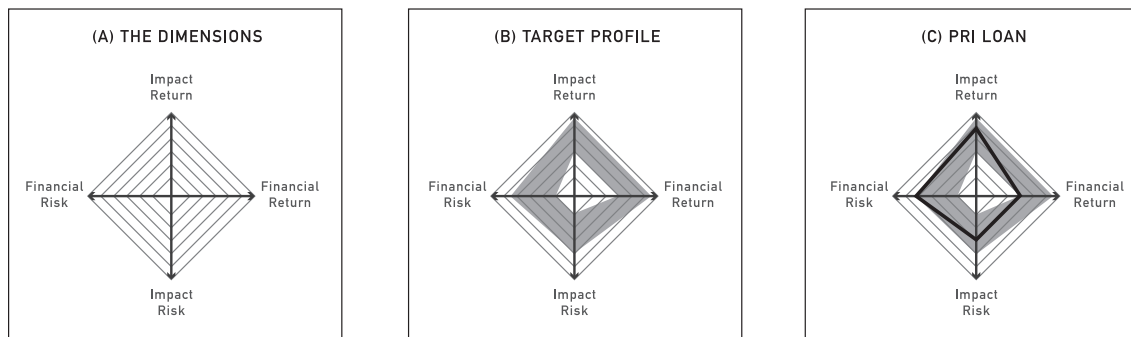 (A) THE DIMENSIONS
Impact
Return
Financial
Risk
Financial
Return
Impact
Risk
(B) TARGET PROFILE
Impact
Return
Financial
Risk
Financial
Return
Impact
Risk
(C) PRI LOAN
Impact
Return
Financial
Risk
Financial
Return
Impact
Risk